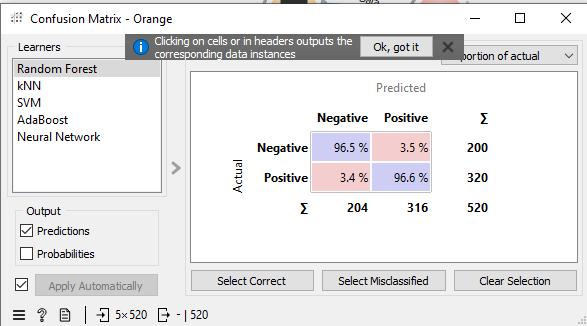 Confusion Matrix - Orange
Learners
Random Forest
kNN
SVM
AdaBoost
Neural Network
Output
Predictions
Probabilities
Apply Automatically
Clicking on cells or in headers outputs the
corresponding data instances
Ok, got it
of actual
Predicted
Negative Positive Σ
Negative 96.5 % 3.5 % 200
Actual
Positive 3.4 % 96.6 % 320
Σ 204 316 520
Select Correct Select Misclassified Clear Selection
? 5×520 - | 520